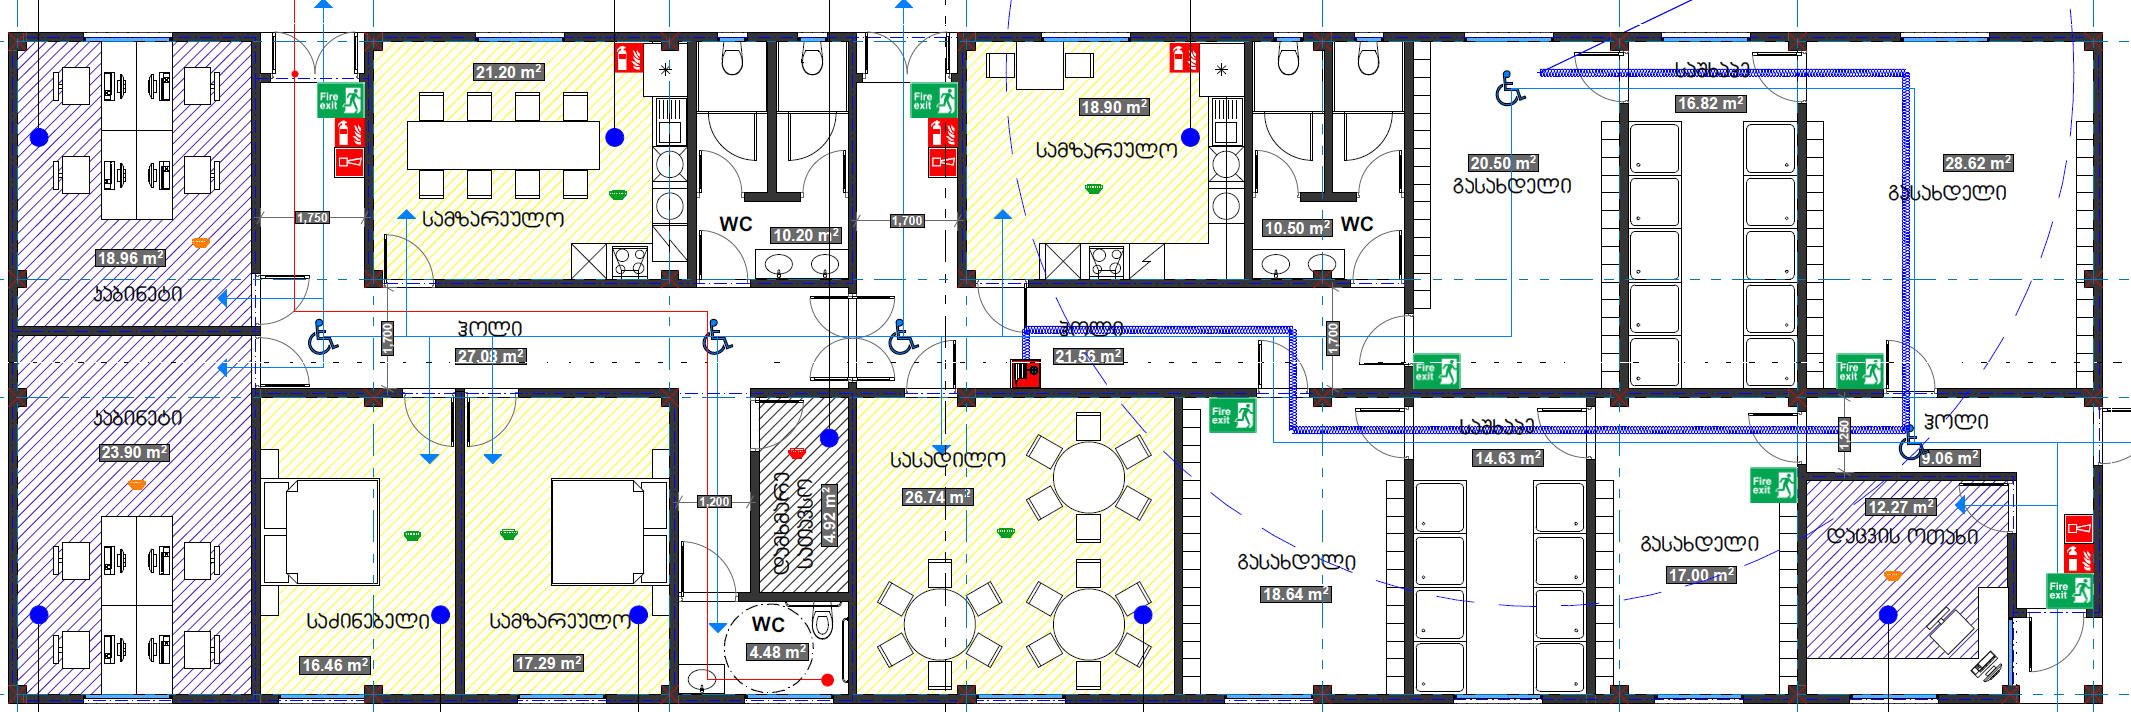 21.20 m²
18.90 m²
საშხაპე
16.82 m²
Fire exit
Fire exit
სამზარეულო
20.50 m²
გასახდელი
28.62 m²
გასახდელი
1,750
სამზარეულო
WC
10.20 m²
1,700
10.50 m²
WC
18.96 m²
კაბინეტი
ჰოლი
27.03 m²
1,700
ჰოლი
21.56 m²
1,700
Fire exit
Fire exit
კაბინეტი
23.90 m²
Fire exit
საშხაპე
14.63 m²
1,250
ჰოლი
9.06 m²
სასადილო
26.74 m²
1,200
დამხმარე
სათავსო
4.92 m²
Fire exit
12.27 m²
დაცვის ოთახი
გასახდელი
18.64 m²
გასახდელი
17.00 m²
Fire exit
საძინებელი
16.46 m²
სამზარეულო
17.29 m²
WC
4.48 m²